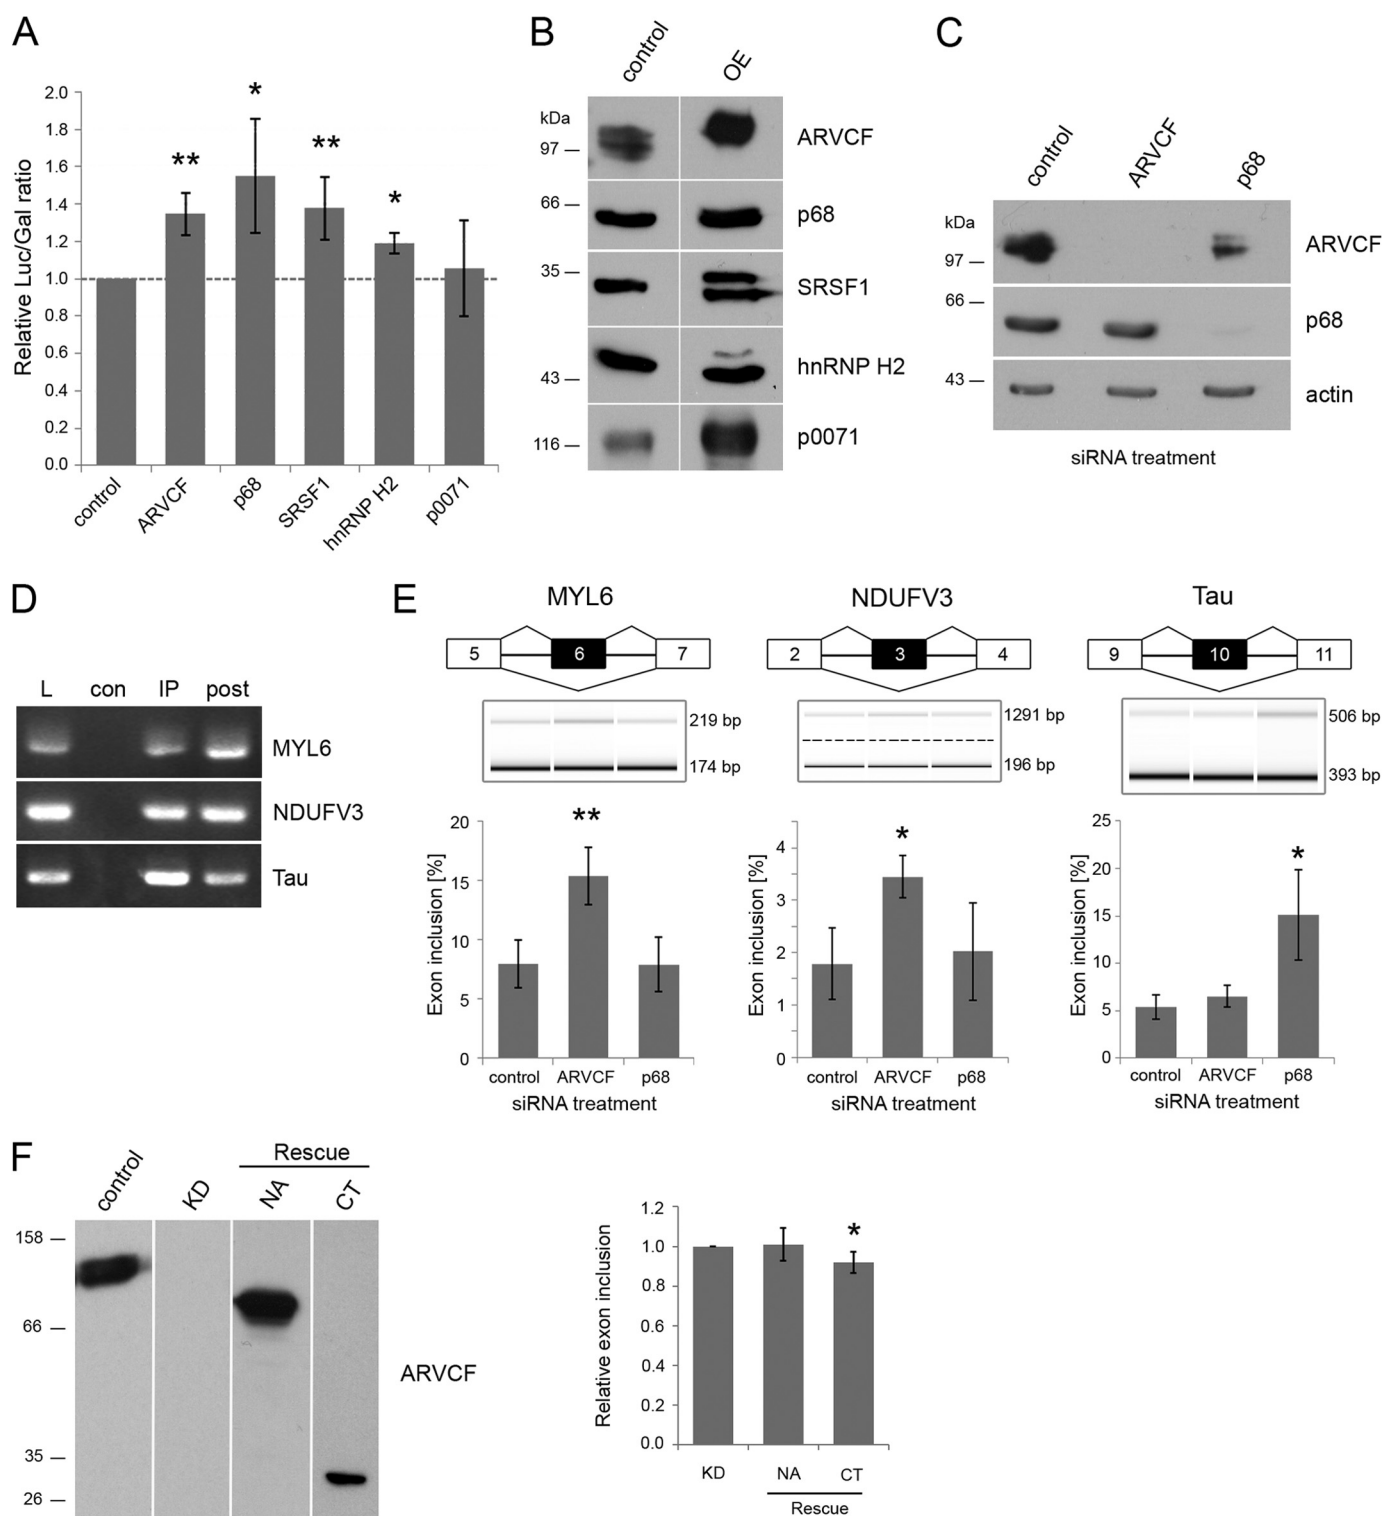 A
Relative Luc/Gal ratio
2.0
1.8
1.6
1.4
1.2
1.0
0.8
0.6
0.4
0.2
0.0
** * ** *
control ARVCF p68 SRSF1 hnRNP H2 p0071
B
control OE
kDa
97 ARVCF
66 p68
35 SRSF1
43 hnRNP H2
116 p0071
C
control ARVCF p68
kDa
97 ARVCF
66 p68
43 actin
siRNA treatment
D
L con IP post
MYL6
NDUFV3
Tau
E
MYL6
5 6 7
219 bp
174 bp
Exon inclusion [%]
20
15
10
5
0
**
control ARVCF p68
siRNA treatment
NDUFV3
2 3 4
1291 bp
196 bp
Exon inclusion [%]
4
3
2
1
0
*
control ARVCF p68
siRNA treatment
Tau
9 10 11
506 bp
393 bp
Exon inclusion [%]
25
20
15
10
5
0
*
control ARVCF p68
siRNA treatment
F
Rescue
control KD NA CT
158
66
35
26
ARVCF
Relative exon inclusion
1.2
1.0
0.8
0.6
0.4
0.2
0.0
*
KD NA CT
Rescue